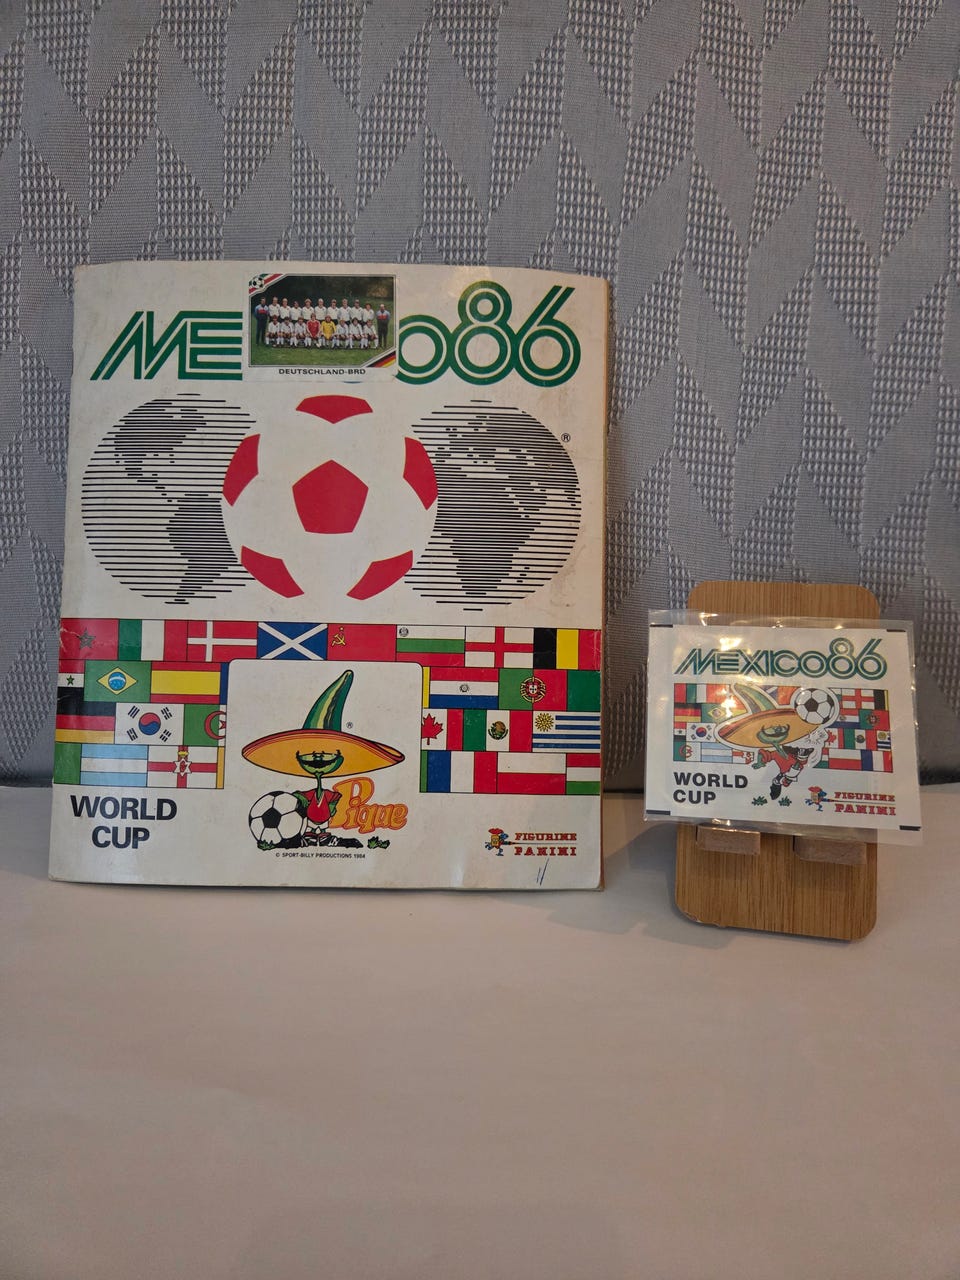 ME o86
DEUTSCHLAND-BRD
®
®
Pique
WORLD
CUP
© SPORT-BILLY PRODUCTIONS 1984
FIGURINE
PANINI
MEXICO86
WORLD
CUP
FIGURINE
PANINI